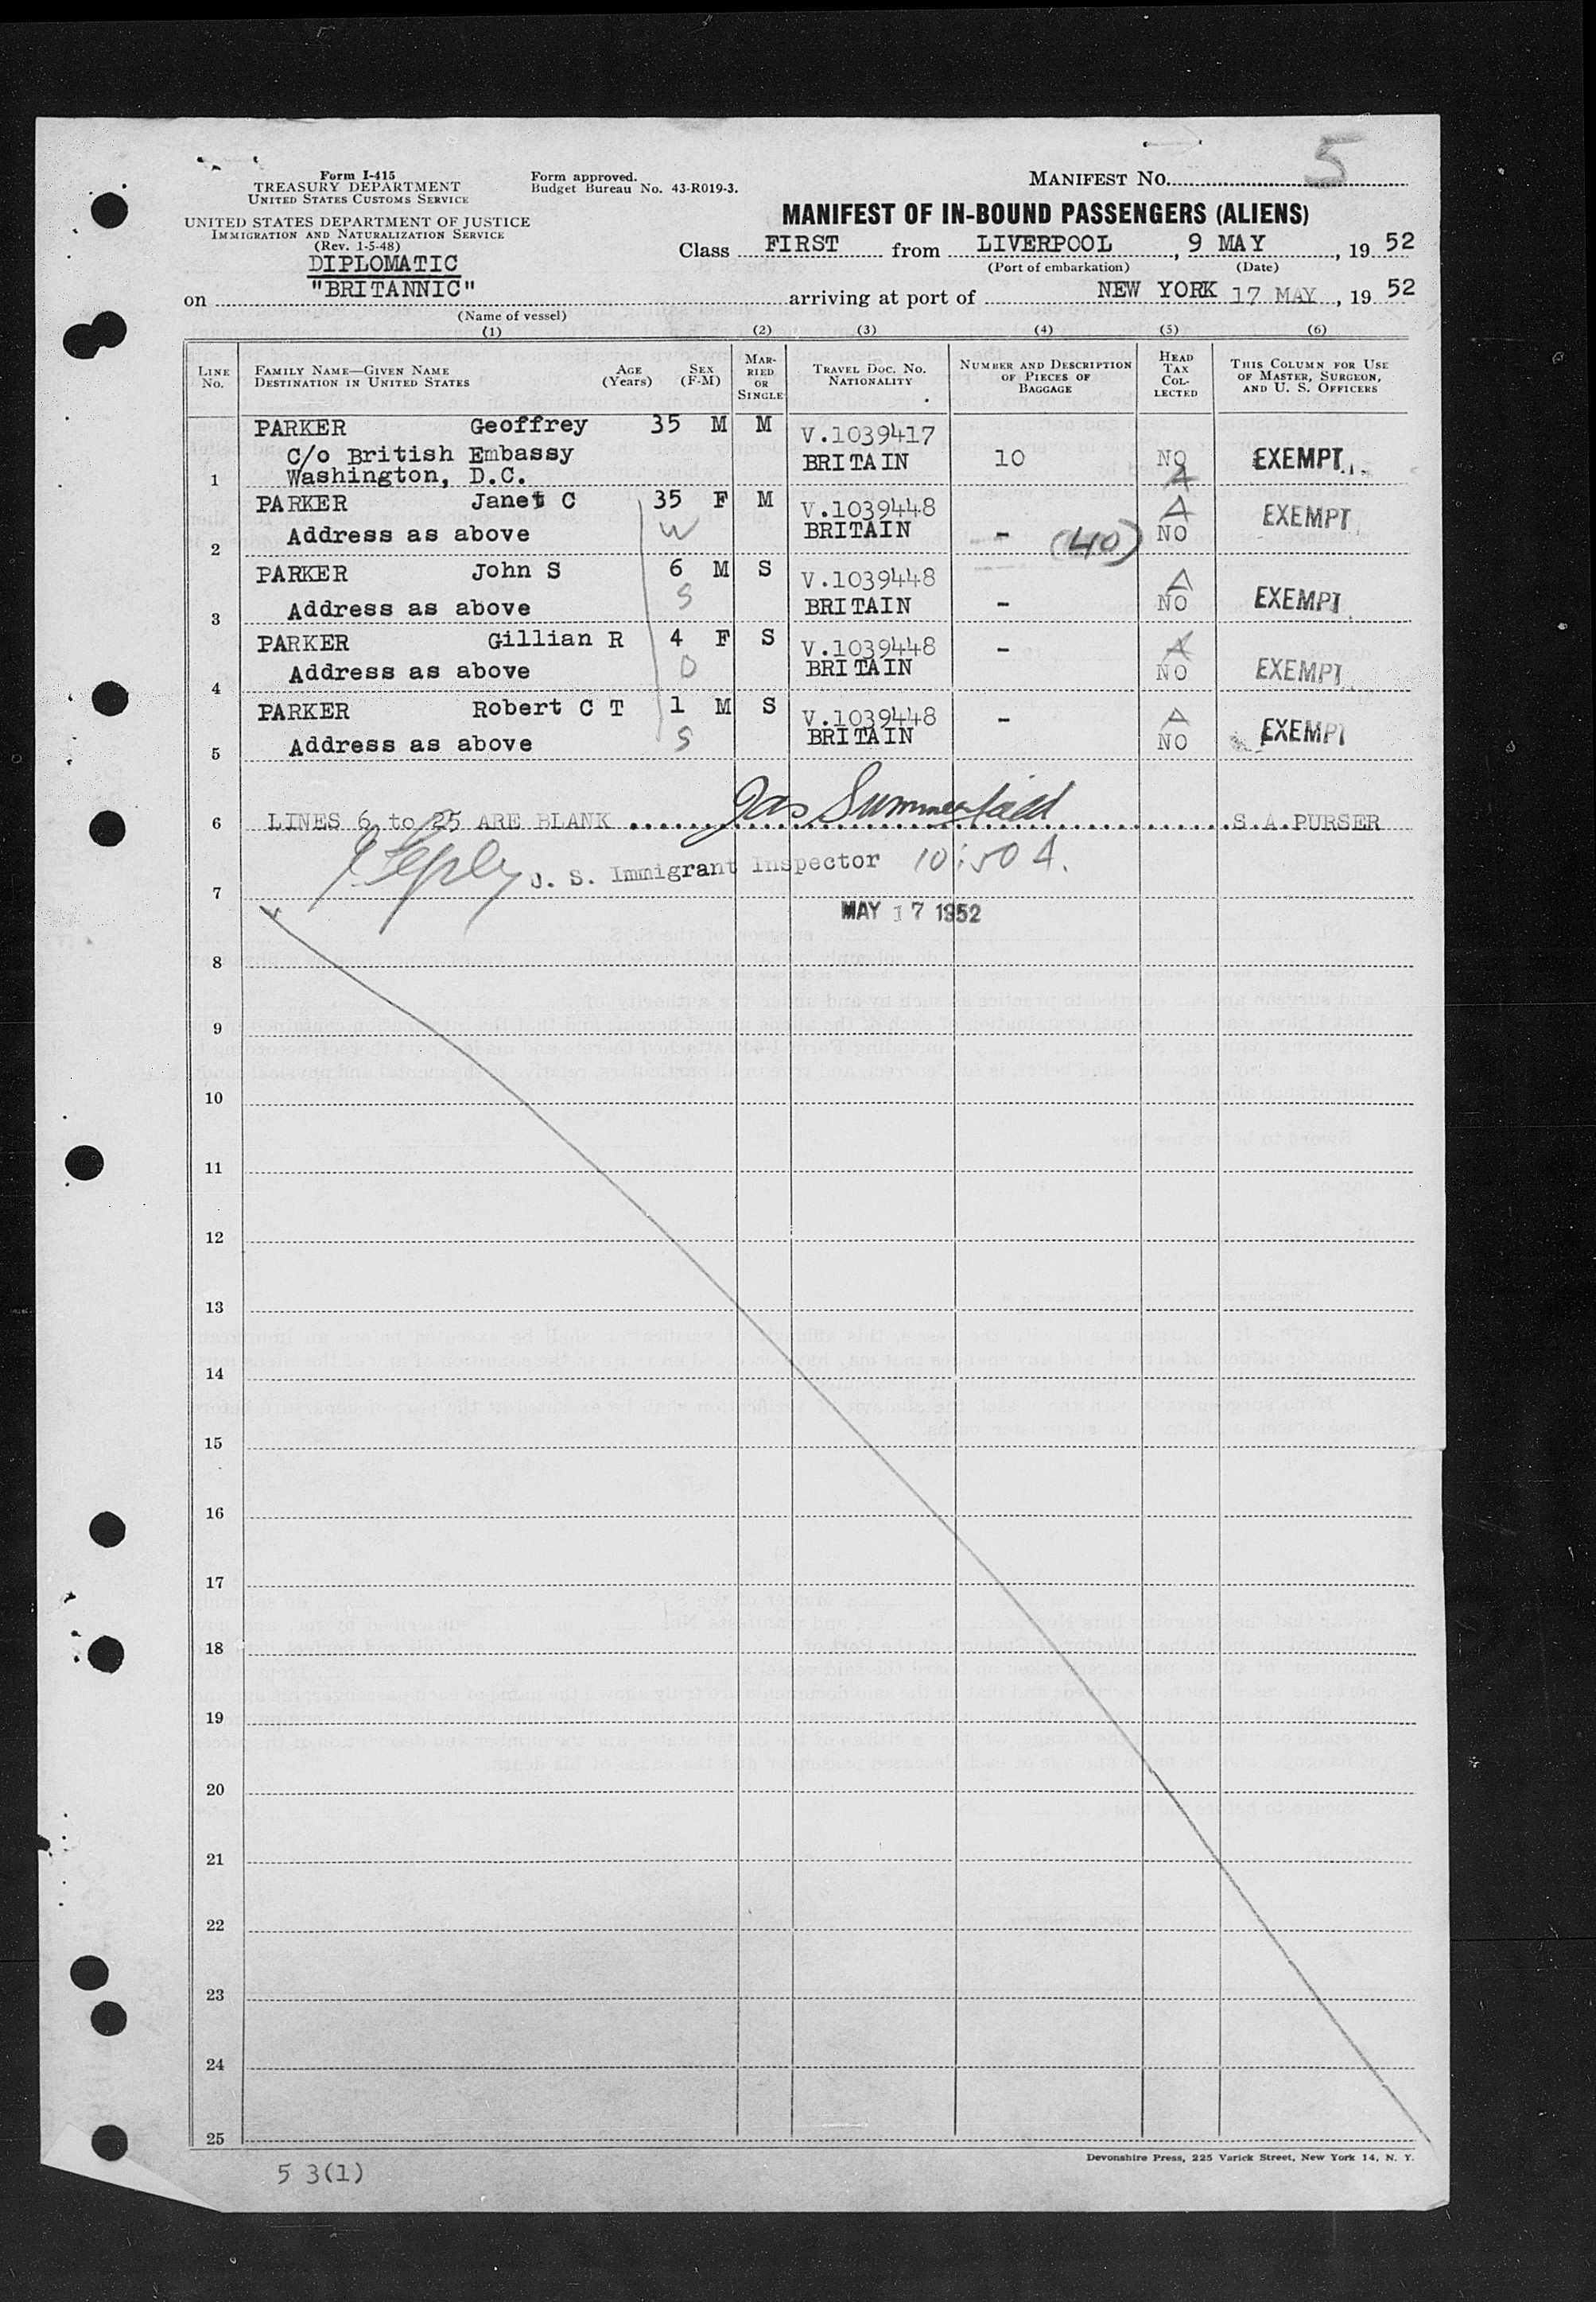 5
Form I-415
TREASURY DEPARTMENT
UNITED STATES CUSTOMS SERVICE
Form approved.
Budget Bureau No. 43-R019-3.
MANIFEST NO.
UNITED STATES DEPARTMENT OF JUSTICE
IMMIGRATION AND NATURALIZATION SERVICE
(Rev. 1-5-48)
MANIFEST OF IN-BOUND PASSENGERS (ALIENS)
Class FIRST from LIVERPOOL, 9 MAY, 19 52
(Port of embarkation) (Date)
DIPLOMATIC
on "BRITANNIC" arriving at port of NEW YORK 17 MAY, 19 52
(Name of vessel)
(1) (2) (3) (4) (5) (6)
LINE No. FAMILY NAME—GIVEN NAME DESTINATION IN UNITED STATES AGE (Years) SEX (F-M) MARRIED OR SINGLE TRAVEL DOC. NO. NATIONALITY NUMBER AND DESCRIPTION OF PIECES OF BAGGAGE HEAD TAX COLLECTED THIS COLUMN FOR USE OF MASTER, SURGEON, AND U. S. OFFICERS
PARKER Geoffrey 35 M M V.1039417
C/o British Embassy BRITAIN 10 NO EXEMPT
1 Washington, D.C. A
PARKER Janet C 35 F M V.1039448 A EXEMPT
2 Address as above W BRITAIN - (40) NO
PARKER John S 6 M S V.1039448 A
3 Address as above S BRITAIN - NO EXEMPT
PARKER Gillian R 4 F S V.1039448 - A
4 Address as above D BRITAIN NO EXEMPT
PARKER Robert C T 1 M S V.1039448 - A
5 Address as above S BRITAIN NO EXEMPT
6 LINES 6 to 25 ARE BLANK Jas Summerfield S.A.PURSER
7 U. S. Immigrant Inspector 10:50 A.
MAY 17 1952
8
9
10
11
12
13
14
15
16
17
18
19
20
21
22
23
24
25
Devonshire Press, 225 Varick Street, New York 14, N. Y.
5 3(1)